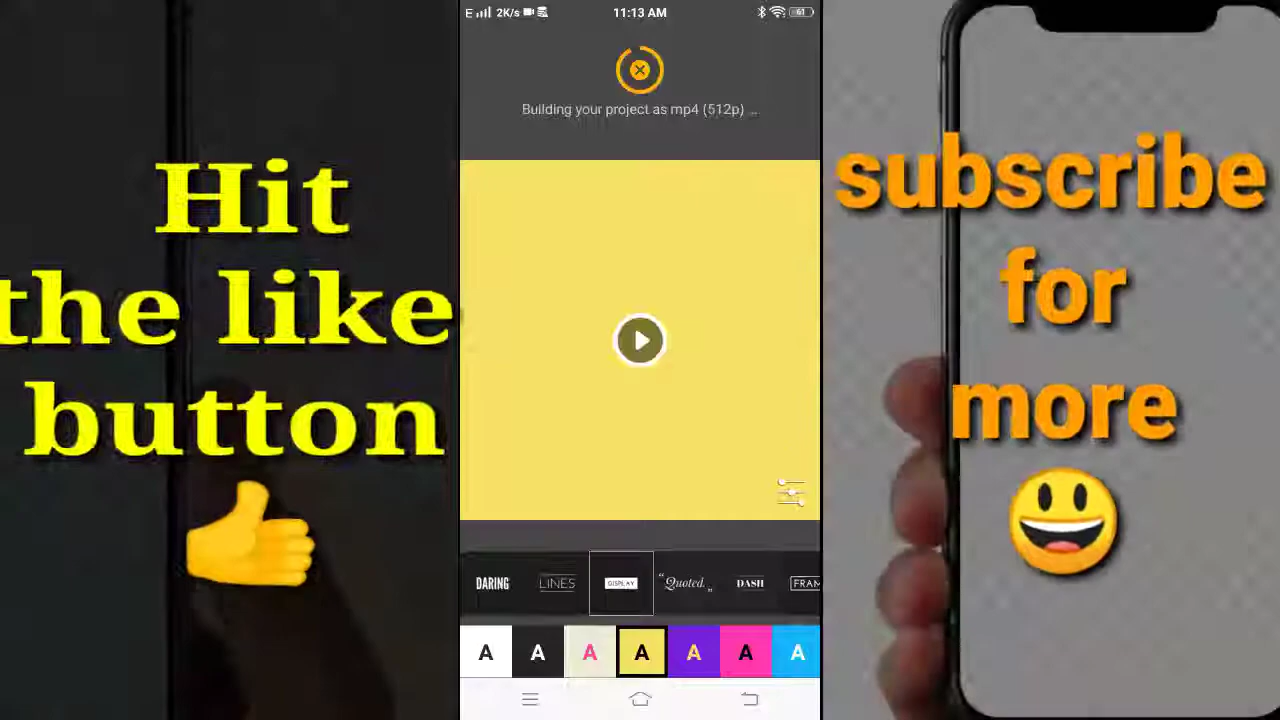 Hit
the like
button
E 2K/s 11:13 AM 61
Building your project as mp4 (512p) ...
DARING LINES DISPLAY “Quoted„ DASH FRAM
A A A A A A A
subscribe
for
more